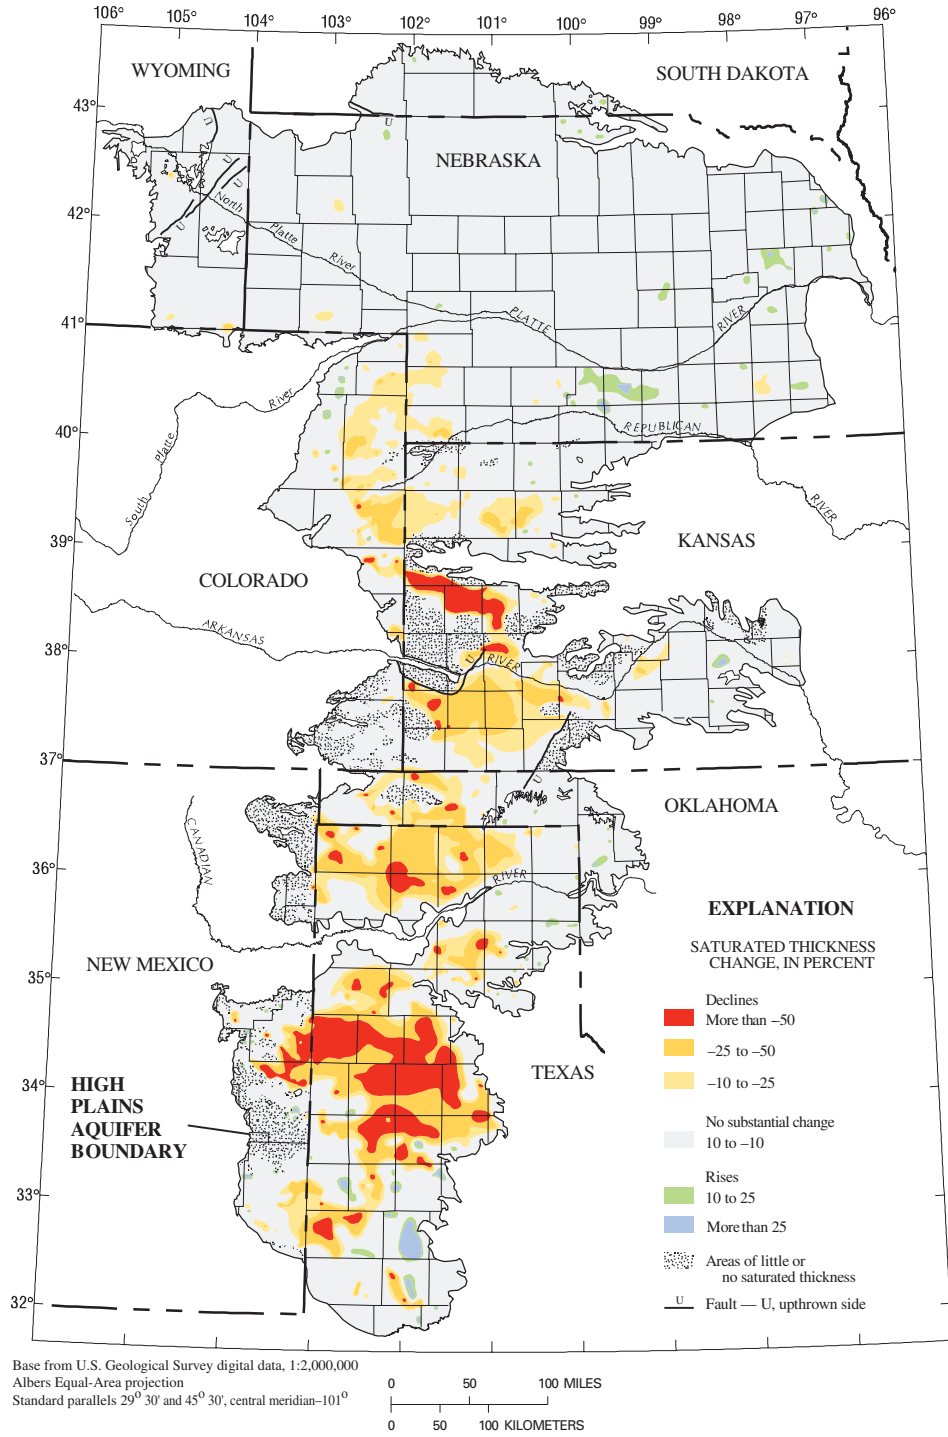 106° 105° 104° 103° 102° 101° 100° 99° 98° 97° 96°
WYOMING
SOUTH DAKOTA
43°
U
U
NEBRASKA
U
U
North
42°
U
Platte
River
41°
PLATTE
RIVER
River
REPUBLICAN
40°
Platte
South
RIVER
39°
KANSAS
COLORADO
ARKANSAS
38°
U
RIVER
37°
U
OKLAHOMA
CANADIAN
36°
RIVER
EXPLANATION
SATURATED THICKNESS
CHANGE, IN PERCENT
NEW MEXICO
35°
Declines
More than –50
–25 to –50
TEXAS
–10 to –25
34°
HIGH
PLAINS
AQUIFER
BOUNDARY
No substantial change
10 to –10
Rises
33°
10 to 25
More than 25
Areas of little or
no saturated thickness
32°
U
Fault — U, upthrown side
Base from U.S. Geological Survey digital data, 1:2,000,000
Albers Equal-Area projection
Standard parallels 29° 30' and 45° 30', central meridian–101°
0 50 100 MILES
0 50 100 KILOMETERS